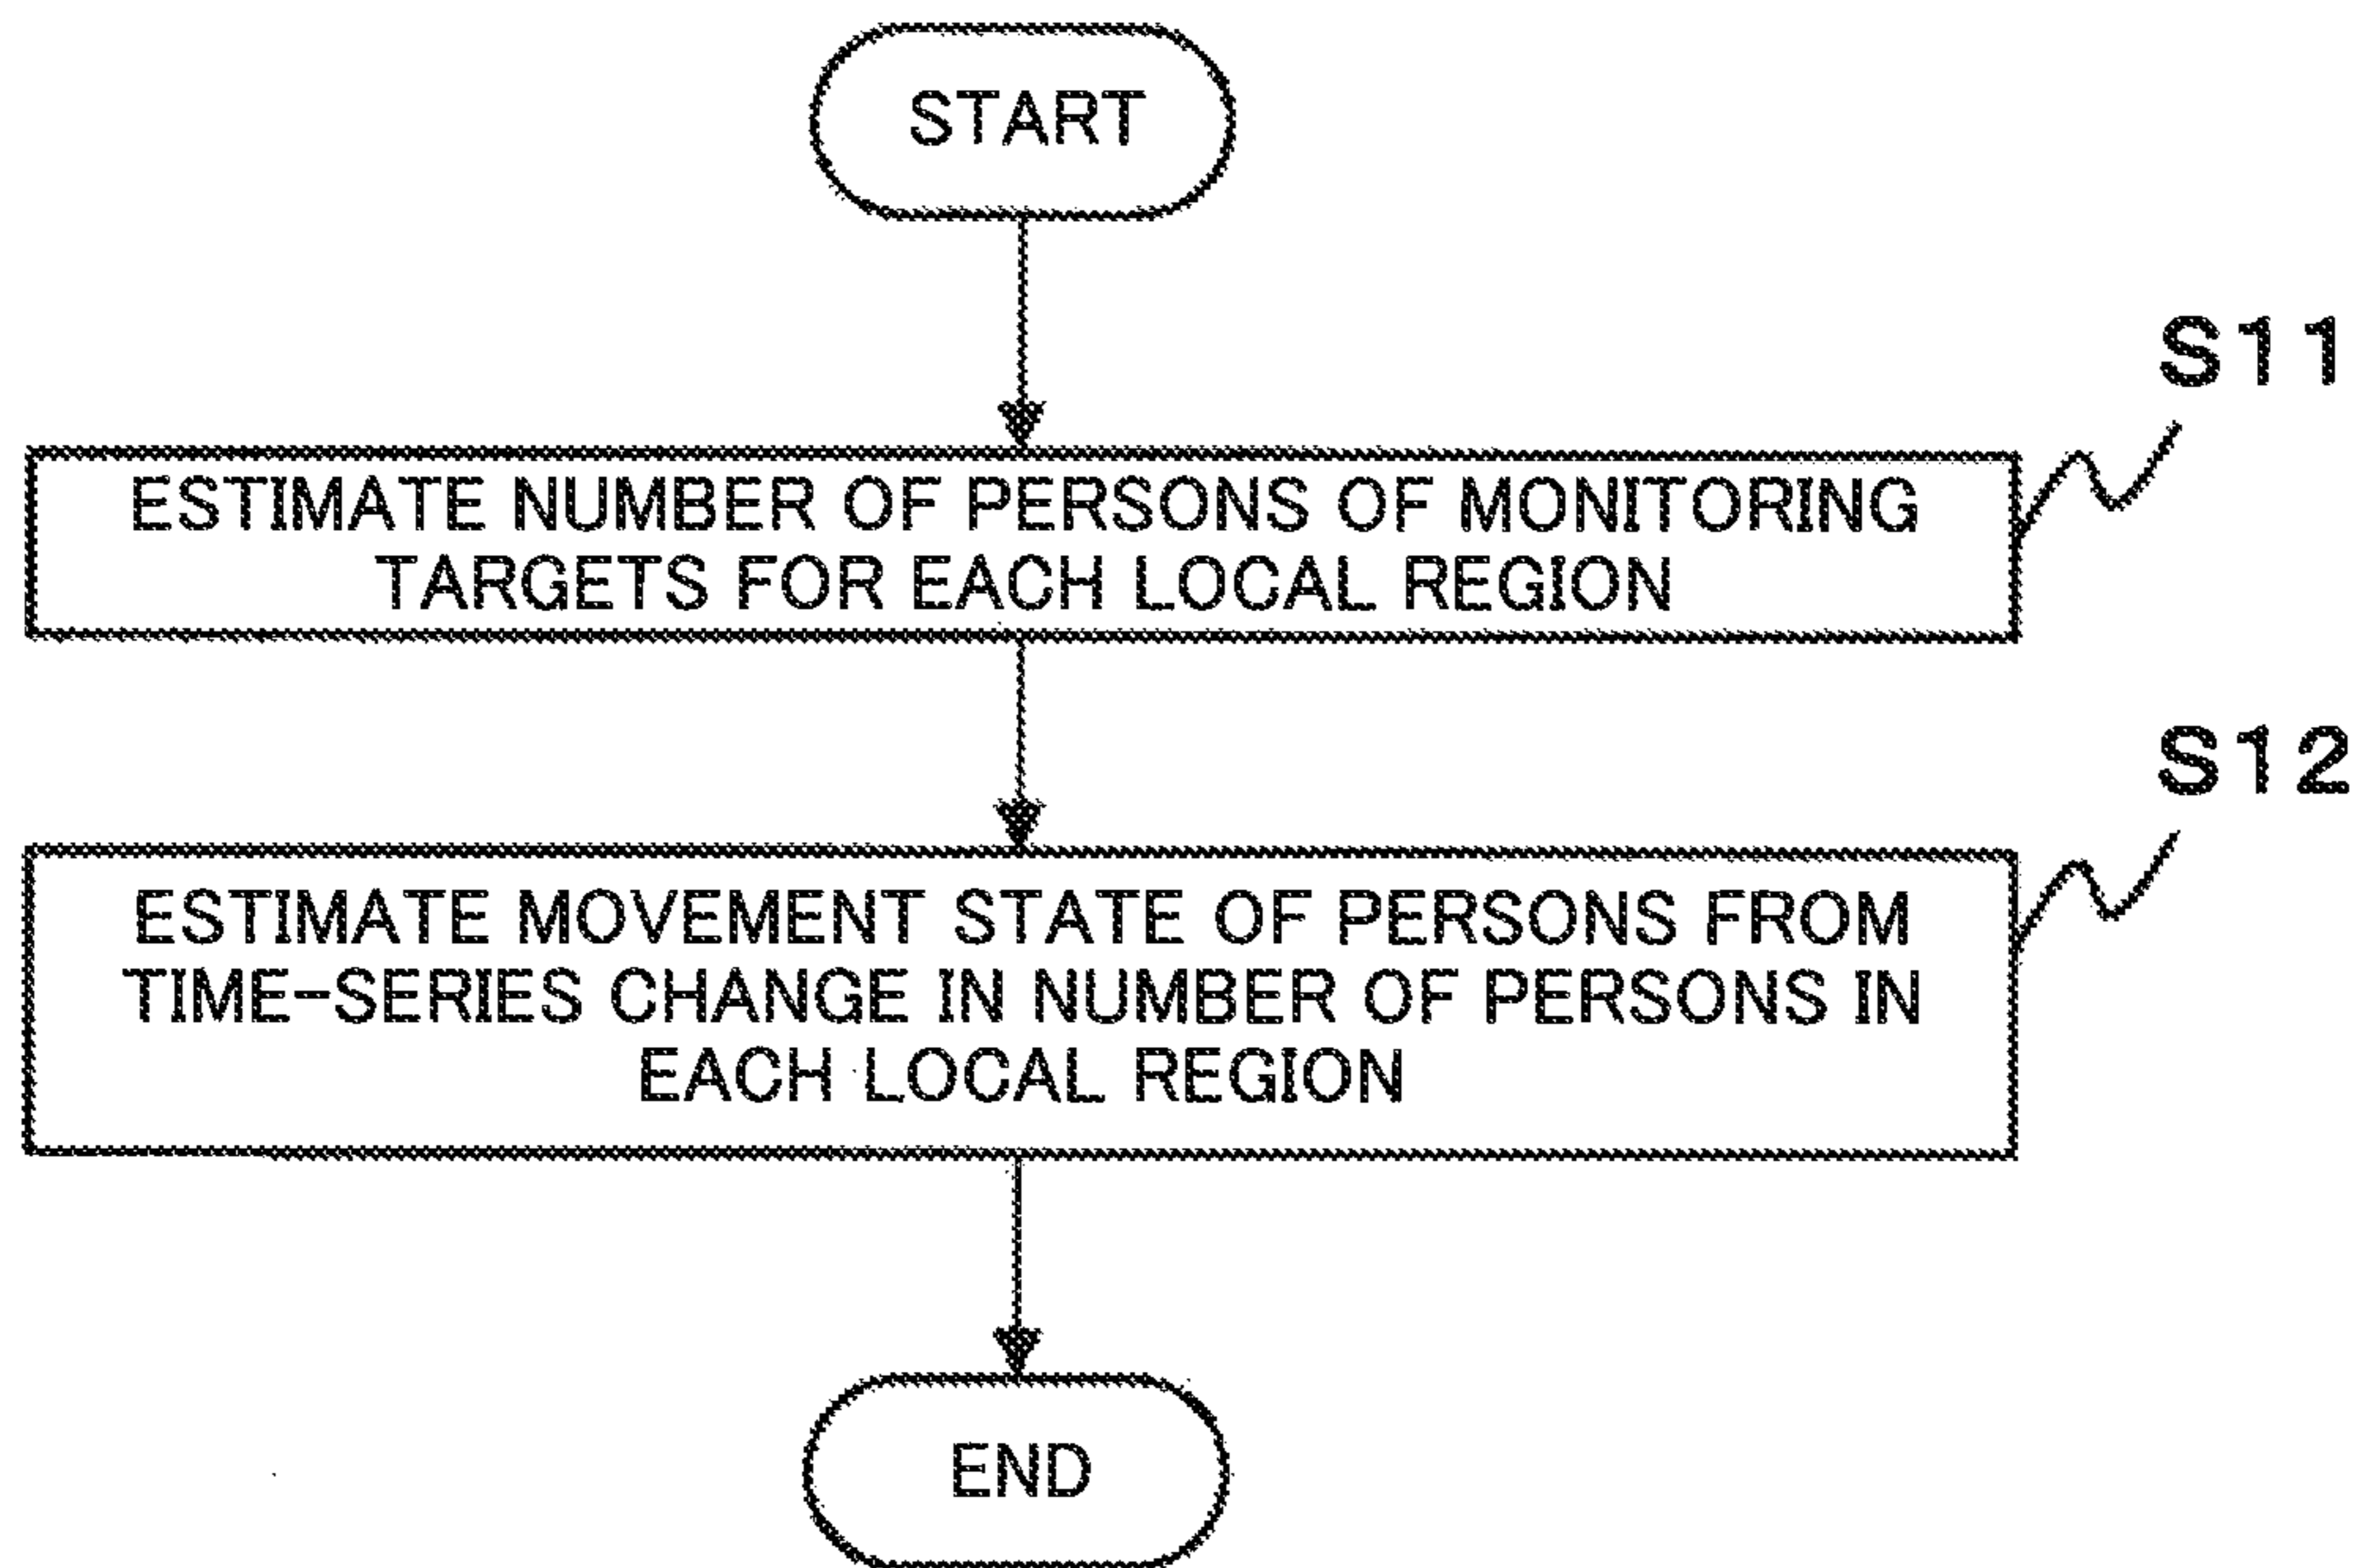 START
S11
ESTIMATE NUMBER OF PERSONS OF MONITORING
TARGETS FOR EACH LOCAL REGION
S12
ESTIMATE MOVEMENT STATE OF PERSONS FROM
TIME-SERIES CHANGE IN NUMBER OF PERSONS IN
EACH LOCAL REGION
END